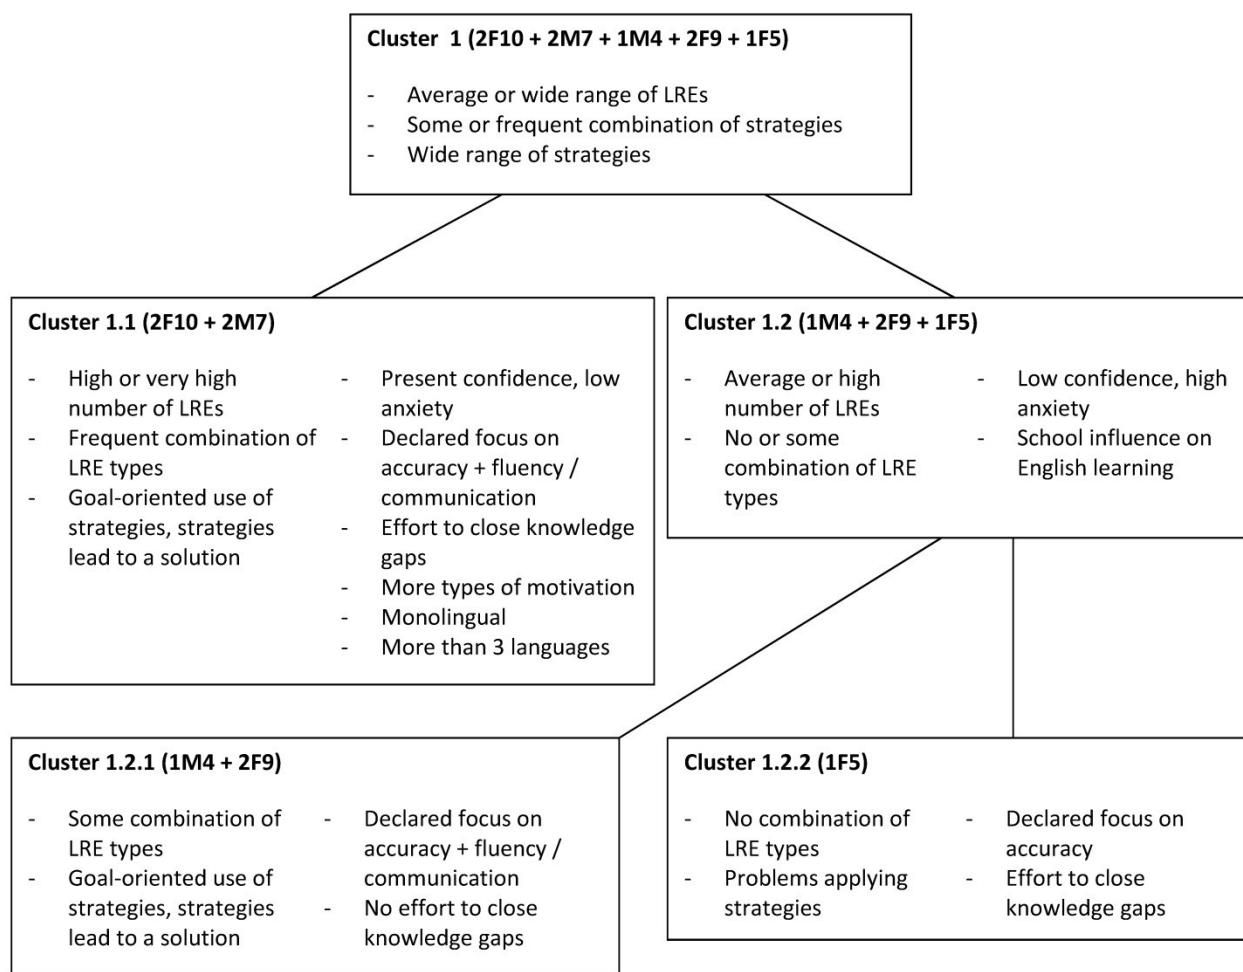 Cluster  1 (2F10 + 2M7 + 1M4 + 2F9 + 1F5)
- Average or wide range of LREs
- Some or frequent combination of strategies
- Wide range of strategies
Cluster 1.1 (2F10 + 2M7)
- High or very high
number of LREs
- Frequent combination of
LRE types
- Goal-oriented use of
strategies, strategies
lead to a solution
- Present confidence, low
anxiety
- Declared focus on
accuracy + fluency /
communication
- Effort to close knowledge
gaps
- More types of motivation
- Monolingual
- More than 3 languages
Cluster 1.2 (1M4 + 2F9 + 1F5)
- Average or high
number of LREs
- No or some
combination of LRE
types
- Low confidence, high
anxiety
- School influence on
English learning
Cluster 1.2.1 (1M4 + 2F9)
- Some combination of
LRE types
- Goal-oriented use of
strategies, strategies
lead to a solution
- Declared focus on
accuracy + fluency /
communication
- No effort to close
knowledge gaps
Cluster 1.2.2 (1F5)
- No combination of
LRE types
- Problems applying
strategies
- Declared focus on
accuracy
- Effort to close
knowledge gaps